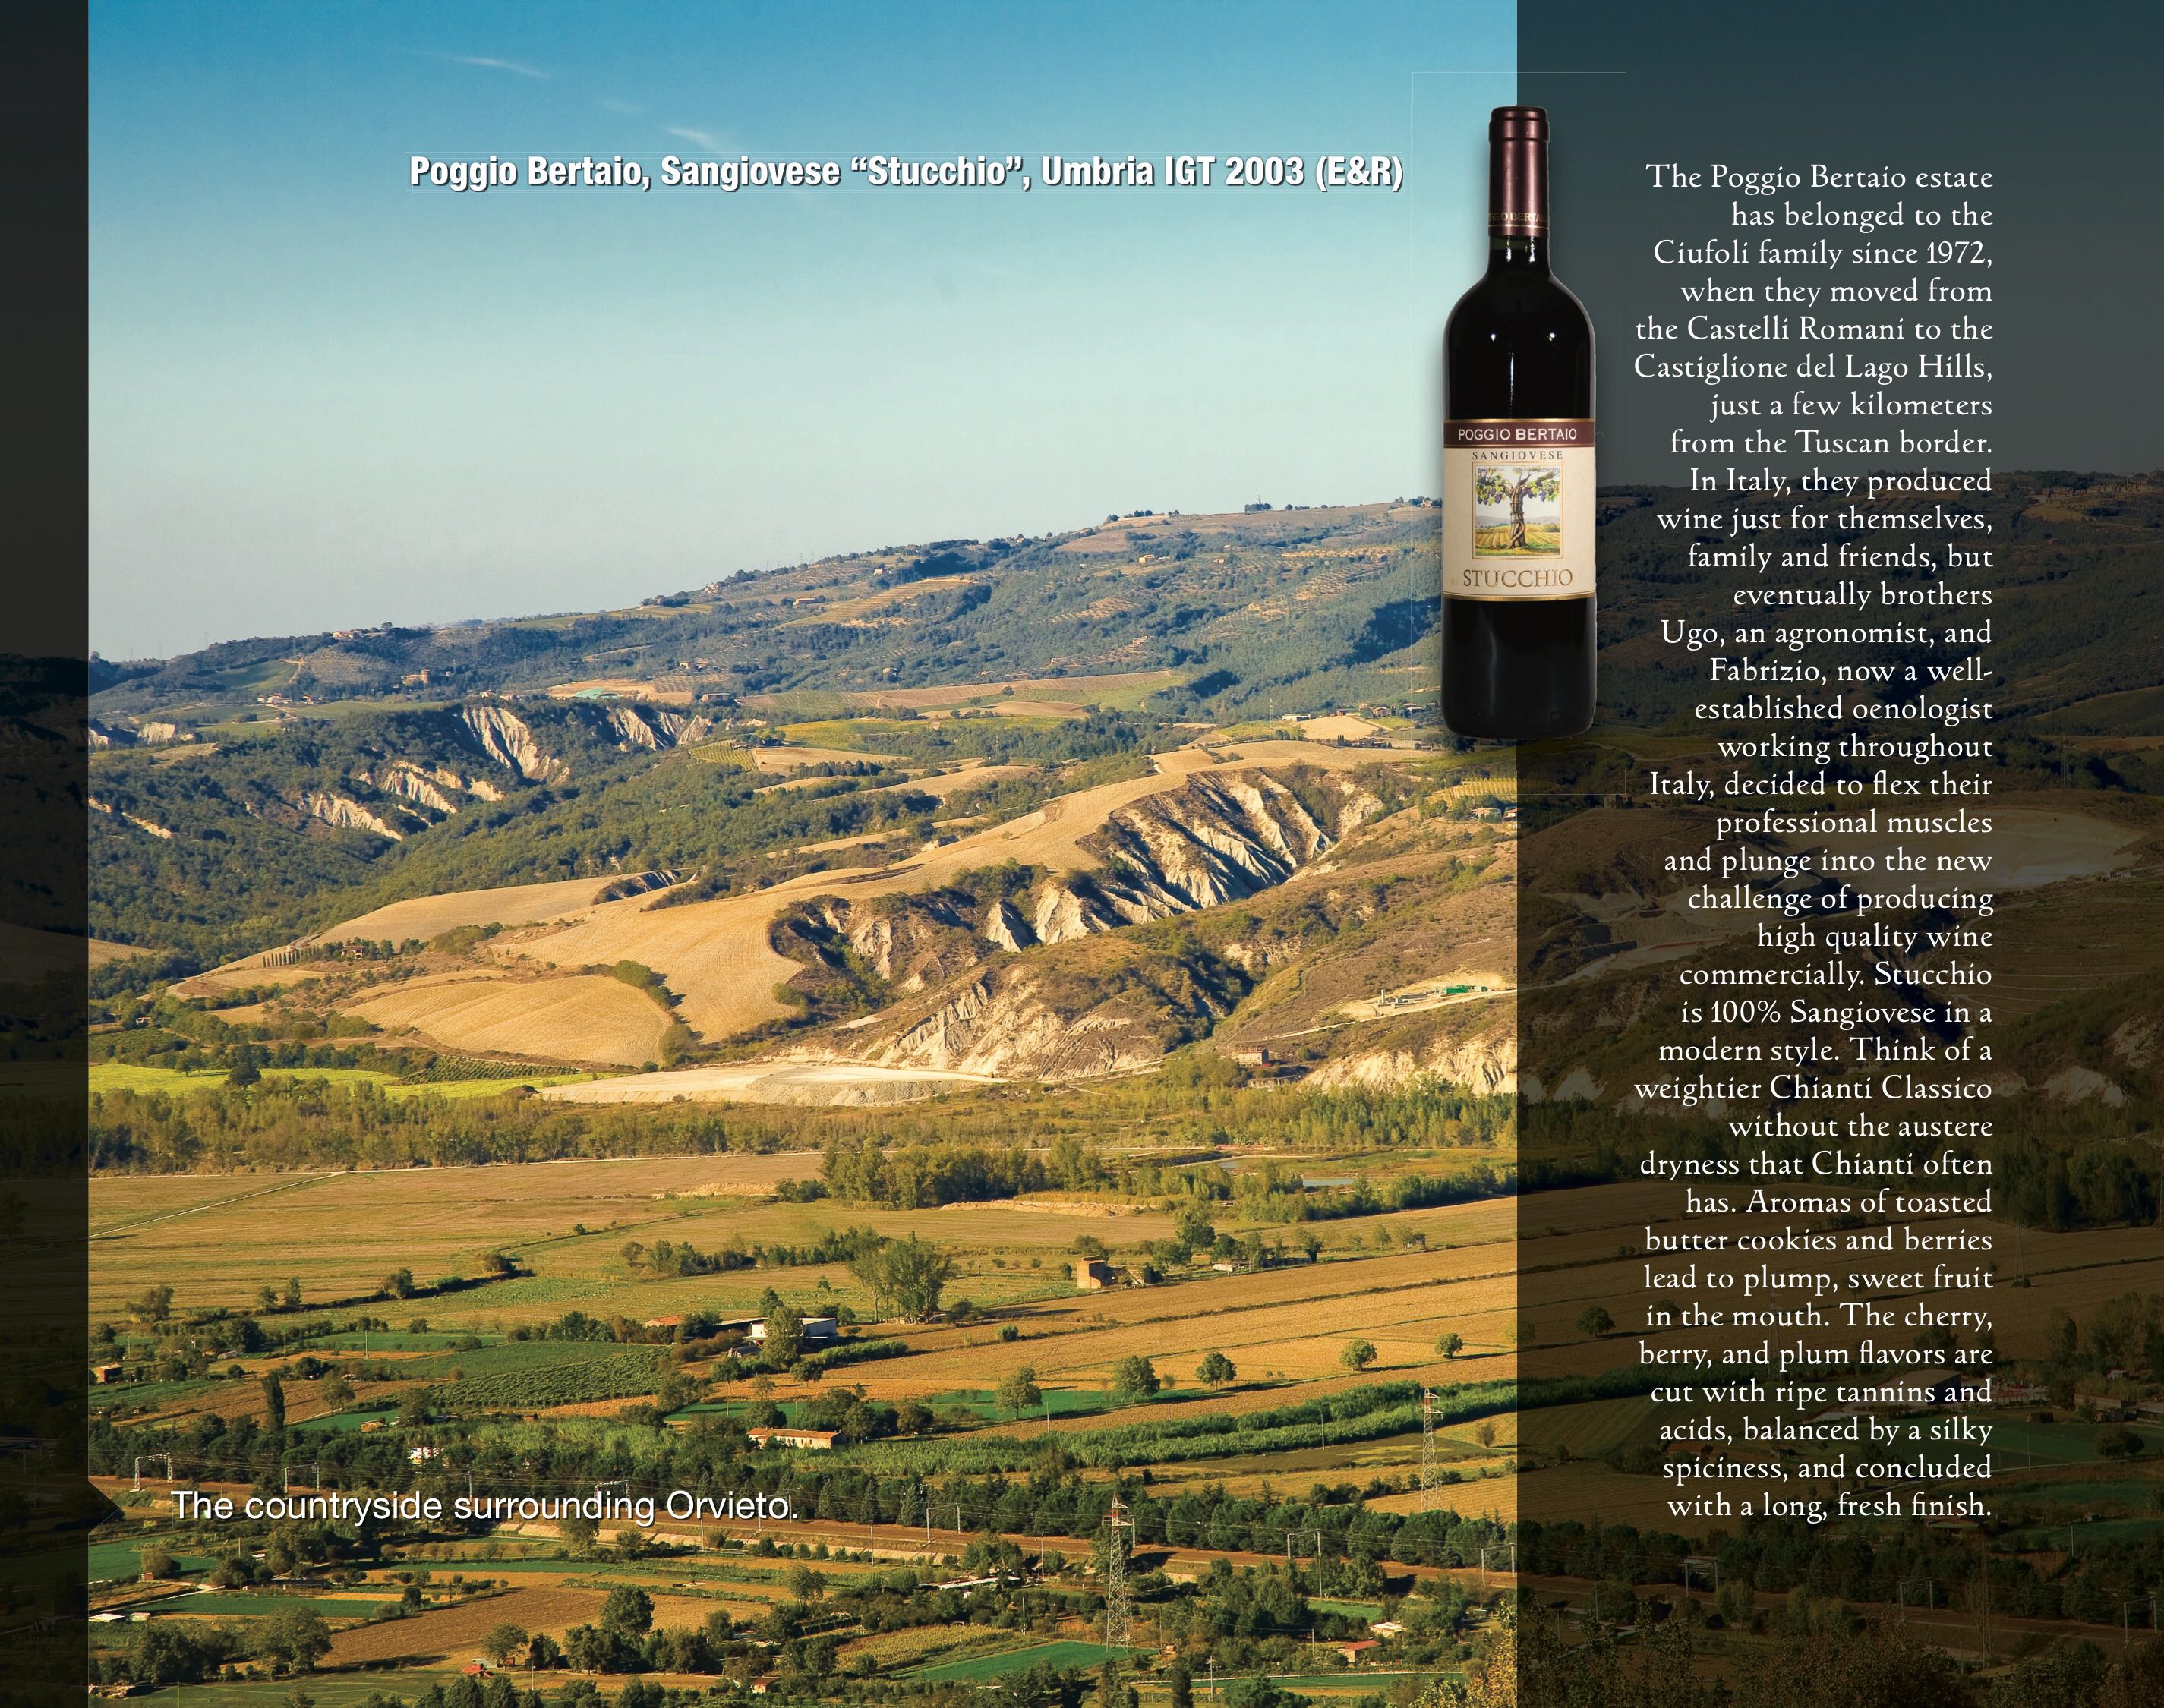 Poggio Bertaio, Sangiovese “Stucchio”, Umbria IGT 2003 (E&R)
POGGIO BERTAIO
SANGIOVESE
STUCCHIO
The Poggio Bertaio estate
has belonged to the
Ciufoli family since 1972,
when they moved from
the Castelli Romani to the
Castiglione del Lago Hills,
just a few kilometers
from the Tuscan border.
In Italy, they produced
wine just for themselves,
family and friends, but
eventually brothers
Ugo, an agronomist, and
Fabrizio, now a well-
established oenologist
working throughout
Italy, decided to flex their
professional muscles
and plunge into the new
challenge of producing
high quality wine
commercially. Stucchio
is 100% Sangiovese in a
modern style. Think of a
weightier Chianti Classico
without the austere
dryness that Chianti often
has. Aromas of toasted
butter cookies and berries
lead to plump, sweet fruit
in the mouth. The cherry,
berry, and plum flavors are
cut with ripe tannins and
acids, balanced by a silky
spiciness, and concluded
with a long, fresh finish.
The countryside surrounding Orvieto.